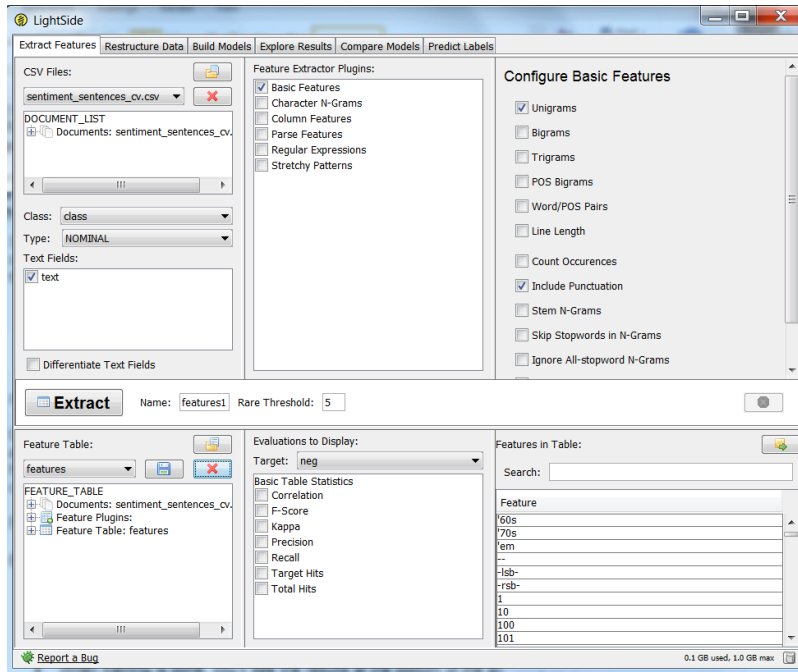 LightSide
Extract Features Restructure Data Build Models Explore Results Compare Models Predict Labels
CSV Files:
sentiment_sentences_cv.csv
DOCUMENT_LIST
Documents: sentiment_sentences_cv.
Class: class
Type: NOMINAL
Text Fields:
text
Differentiate Text Fields
Feature Extractor Plugins:
Basic Features
Character N-Grams
Column Features
Parse Features
Regular Expressions
Stretchy Patterns
Configure Basic Features
Unigrams
Bigrams
Trigrams
POS Bigrams
Word/POS Pairs
Line Length
Count Occurences
Include Punctuation
Stem N-Grams
Skip Stopwords in N-Grams
Ignore All-stopword N-Grams
Extract Name: features1 Rare Threshold: 5
Feature Table:
features
FEATURE_TABLE
Documents: sentiment_sentences_cv.
Feature Plugins:
Feature Table: features
Evaluations to Display:
Target: neg
Basic Table Statistics
Correlation
F-Score
Kappa
Precision
Recall
Target Hits
Total Hits
Features in Table:
Search:
Feature
'60s
'70s
'em
--
-lsb-
-rsb-
1
10
100
101
Report a Bug
0.1 GB used, 1.0 GB max